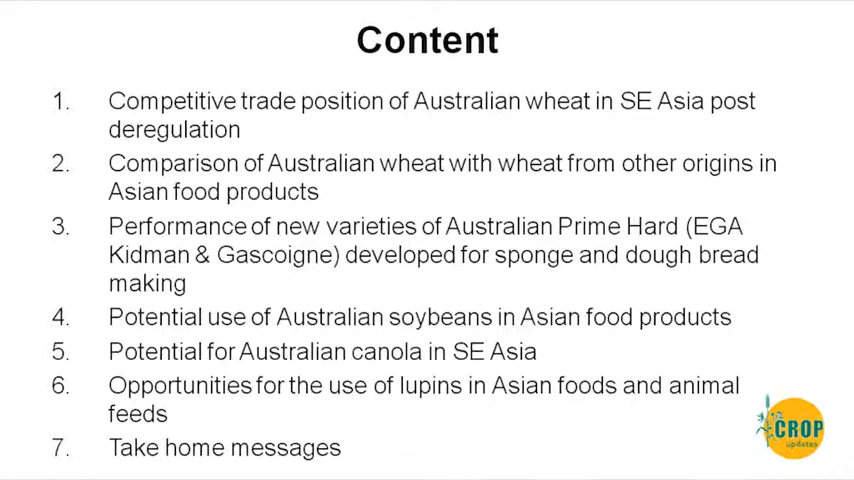 Content
1. Competitive trade position of Australian wheat in SE Asia post
deregulation
2. Comparison of Australian wheat with wheat from other origins in
Asian food products
3. Performance of new varieties of Australian Prime Hard (EGA
Kidman & Gascoigne) developed for sponge and dough bread
making
4. Potential use of Australian soybeans in Asian food products
5. Potential for Australian canola in SE Asia
6. Opportunities for the use of lupins in Asian foods and animal
feeds
7. Take home messages
CROP
updates